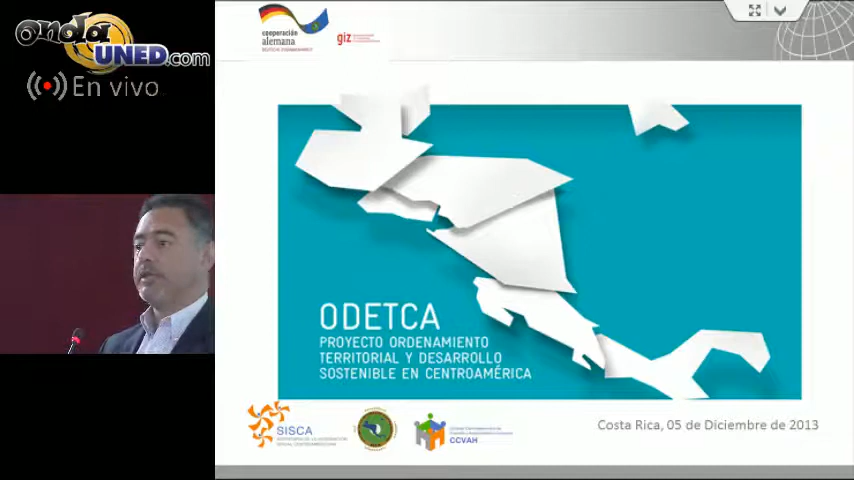 onda
UNED.com
En vivo
cooperación
alemana
giz
ODETCA
PROYECTO ORDENAMIENTO
TERRITORIAL Y DESARROLLO
SOSTENIBLE EN CENTROAMÉRICA
SISCA
CCVAH
Costa Rica, 05 de Diciembre de 2013